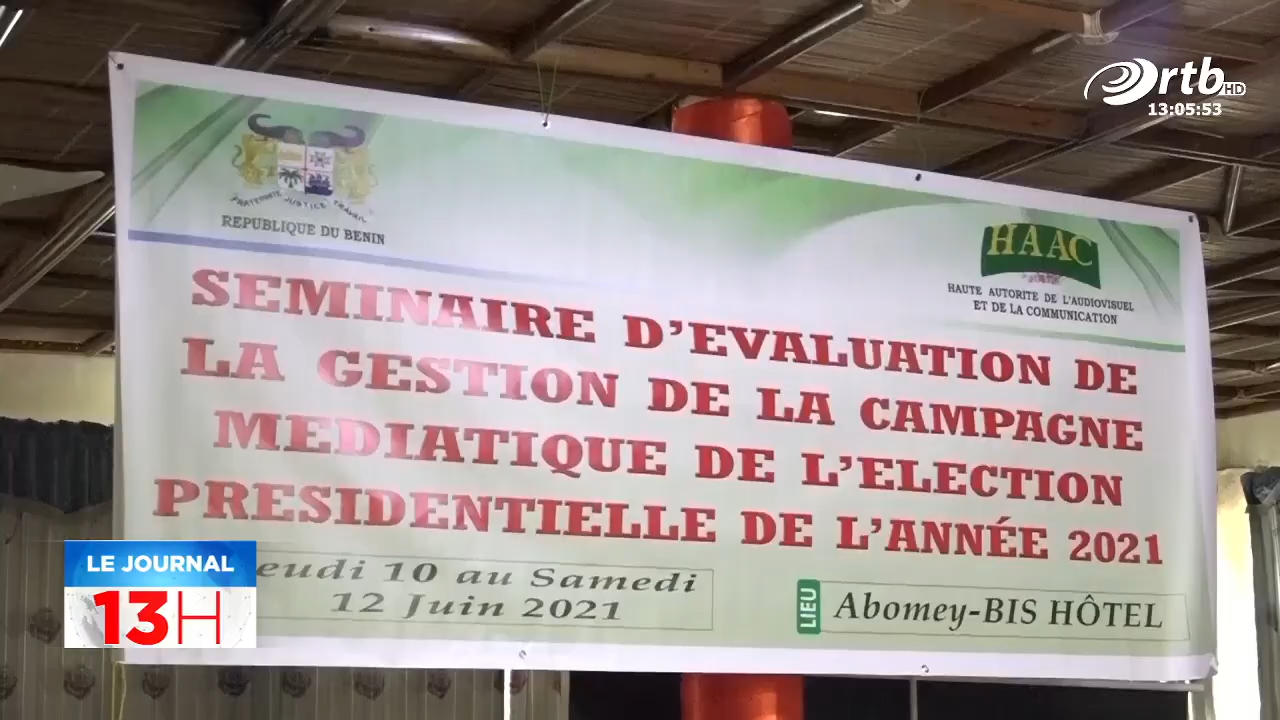 rtb HD
13:05:53
FRATERNITE JUSTICE TRAVAIL
REPUBLIQUE DU BENIN
HAAC
HAUTE AUTORITE DE L'AUDIOVISUEL
ET DE LA COMMUNICATION
SEMINAIRE D'EVALUATION DE
LA GESTION DE LA CAMPAGNE
MEDIATIQUE DE L'ELECTION
PRESIDENTIELLE DE L'ANNÉE 2021
eudi 10 au Samedi
12 Juin 2021
LIEU
Abomey-BIS HÔTEL
LE JOURNAL
13H